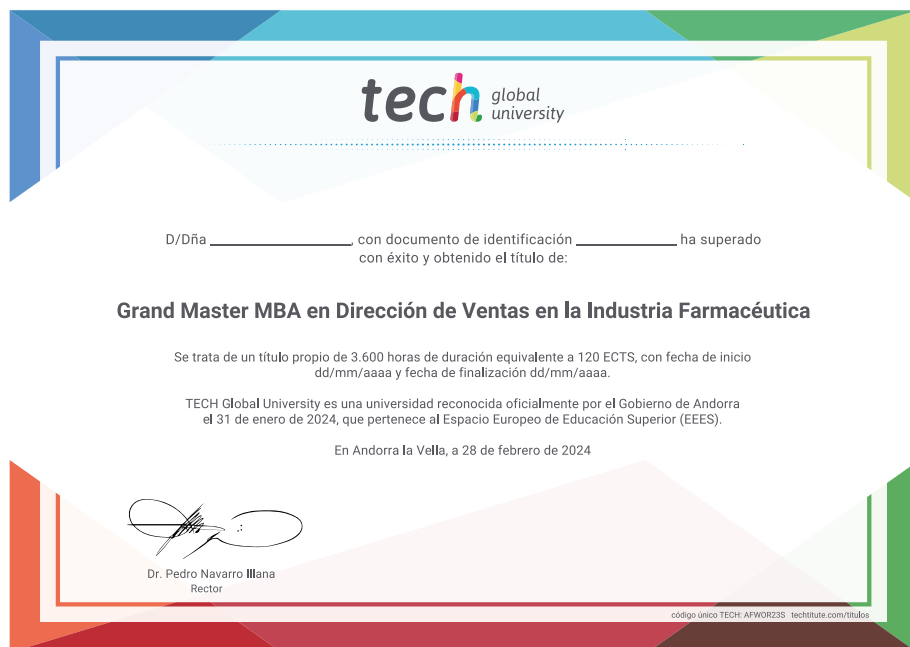 tech global university
D/Dña ________________, con documento de identificación ____________ ha superado
con éxito y obtenido el título de:
Grand Master MBA en Dirección de Ventas en la Industria Farmacéutica
Se trata de un título propio de 3.600 horas de duración equivalente a 120 ECTS, con fecha de inicio
dd/mm/aaaa y fecha de finalización dd/mm/aaaa.
TECH Global University es una universidad reconocida oficialmente por el Gobierno de Andorra
el 31 de enero de 2024, que pertenece al Espacio Europeo de Educación Superior (EEES).
En Andorra la Vella, a 28 de febrero de 2024
Dr. Pedro Navarro Illana
Rector
código único TECH: AFWOR23S techtitute.com/titulos